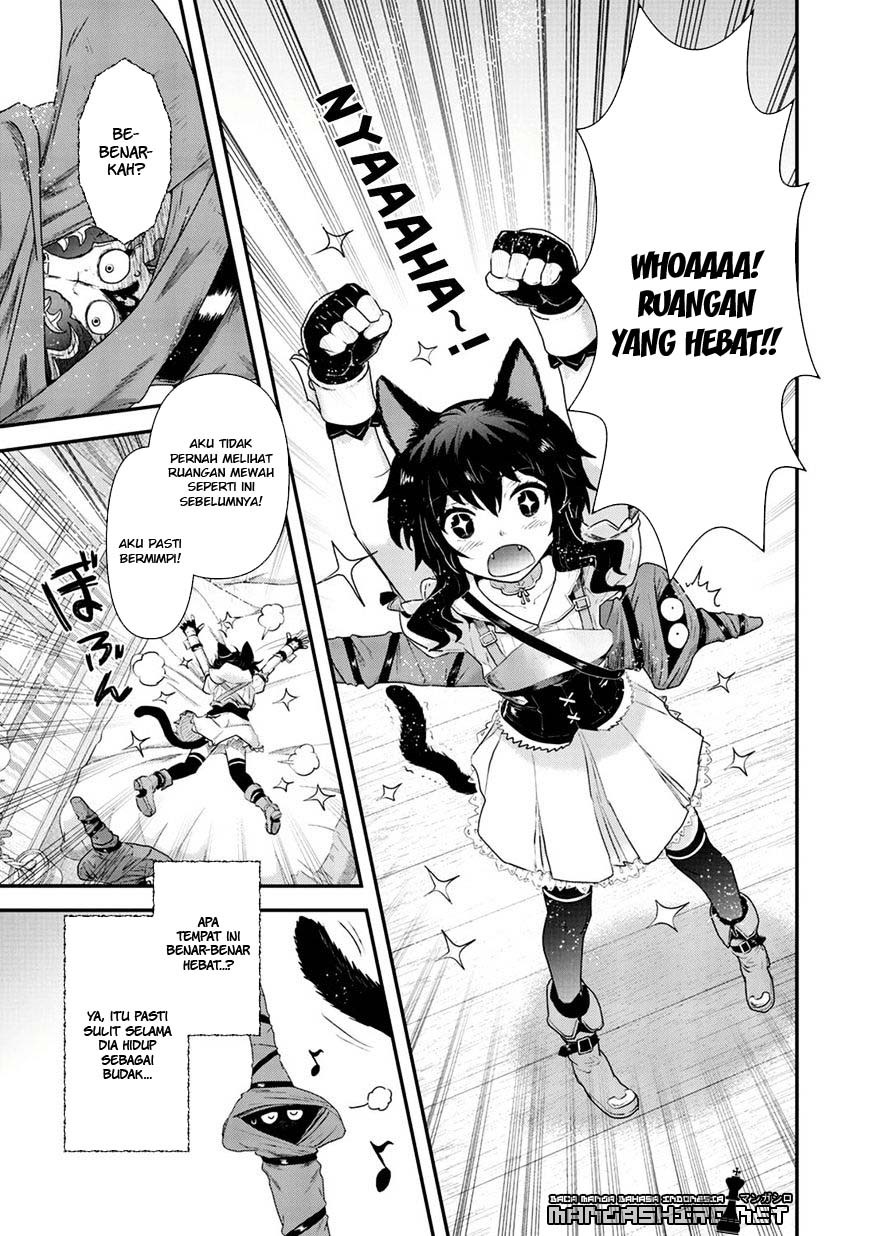 WHOAAAA!
RUANGAN
YANG HEBAT!!
NYAAAHA~!
BE-
BENAR-
KAH?
AKU TIDAK
PERNAH MELIHAT
RUANGAN MEWAH
SEPERTI INI
SEBELUMNYA!
AKU PASTI
BERMIMPI!
ぼふん
APA
TEMPAT INI
BENAR-BENAR
HEBAT...?
YA, ITU PASTI
SULIT SELAMA
DIA HIDUP
SEBAGAI
BUDAK...
BACA MANGA BAHASA INDONESIA
マンガシロ
MANGASHIRO.NET